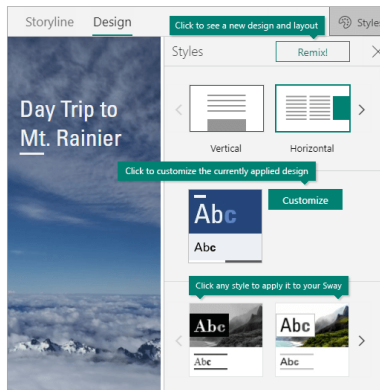 Storyline Design
Click to see a new design and layout
Style
Styles
Remix!
Day Trip to
Mt. Rainier
Vertical
Horizontal
Click to customize the currently applied design
Customize
Abc
Abc
Click any style to apply it to your Sway
Abc
Abc
Abc
Abc